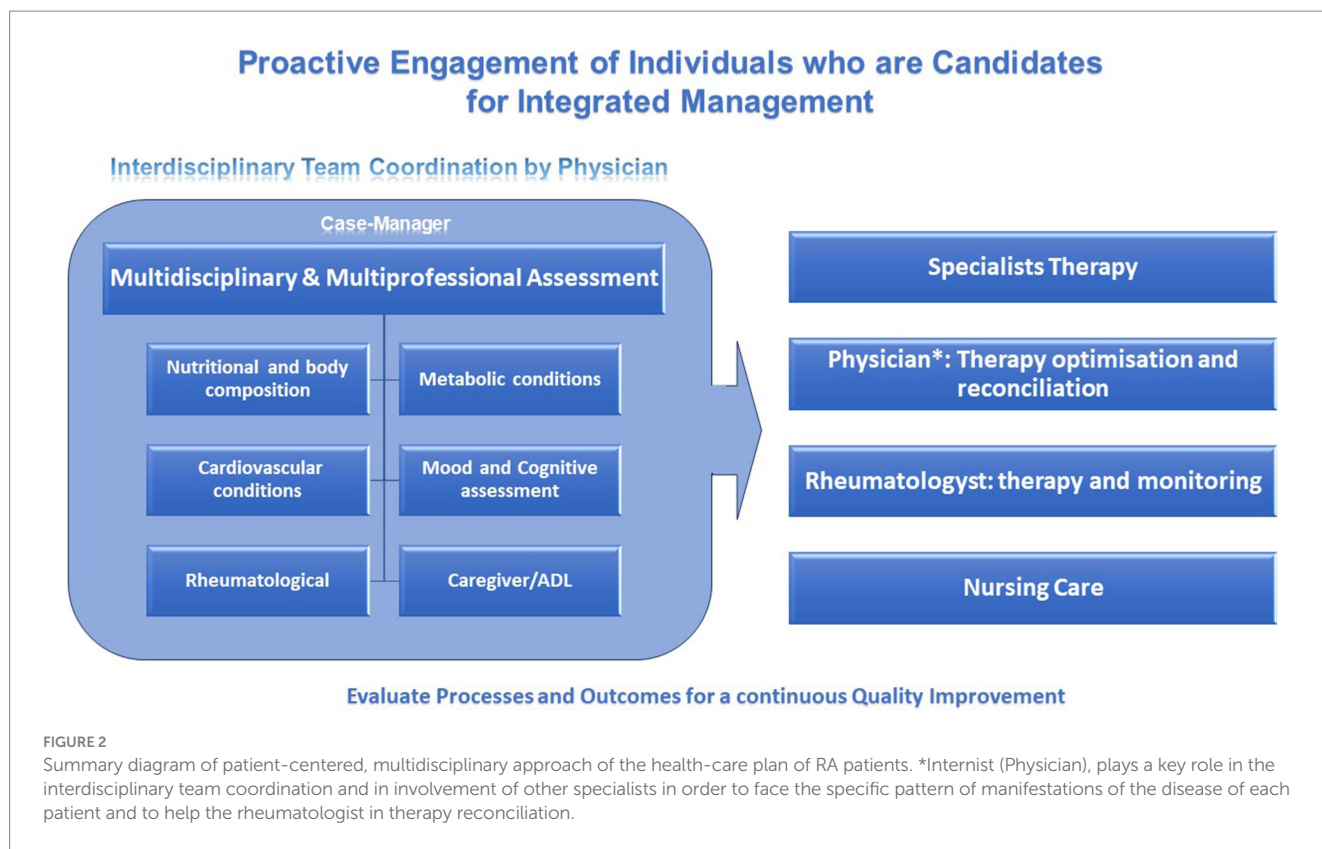 Proactive Engagement of Individuals who are Candidates
for Integrated Management
Interdisciplinary Team Coordination by Physician
Case-Manager
Multidisciplinary & Multiprofessional Assessment
Nutritional and body
composition
Metabolic conditions
Cardiovascular
conditions
Mood and Cognitive
assessment
Rheumatological
Caregiver/ADL
Specialists Therapy
Physician*: Therapy optimisation and
reconciliation
Rheumatologyst: therapy and monitoring
Nursing Care
Evaluate Processes and Outcomes for a continuous Quality Improvement
FIGURE 2
Summary diagram of patient-centered, multidisciplinary approach of the health-care plan of RA patients. *Internist (Physician), plays a key role in the
interdisciplinary team coordination and in involvement of other specialists in order to face the specific pattern of manifestations of the disease of each
patient and to help the rheumatologist in therapy reconciliation.